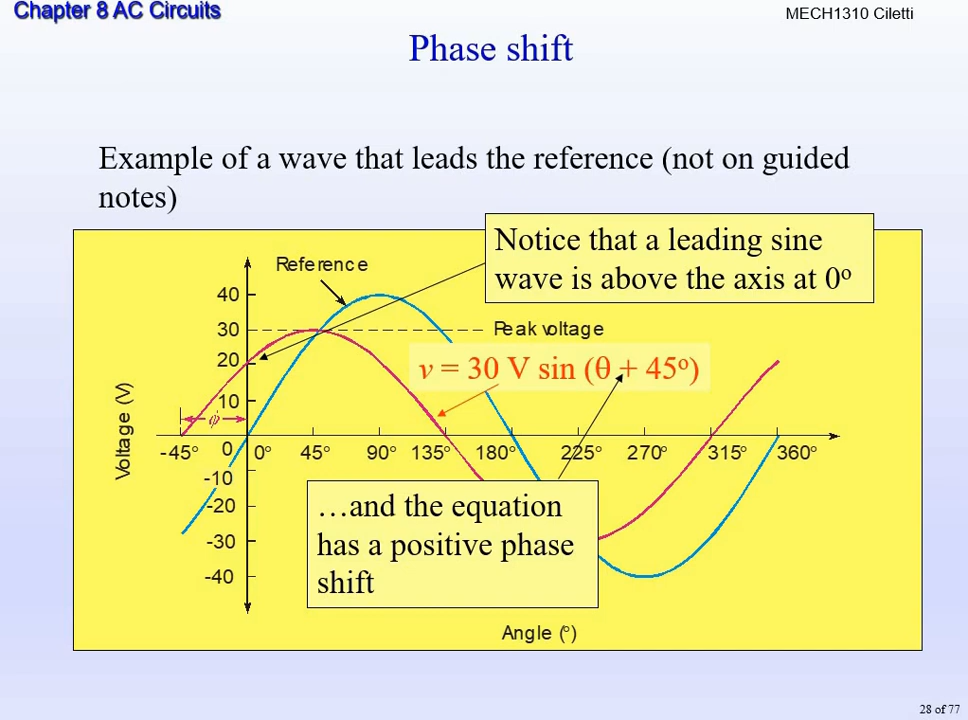 Chapter 8 AC Circuits
MECH1310 Ciletti
Phase shift
Example of a wave that leads the reference (not on guided
notes)
Notice that a leading sine
wave is above the axis at 0º
Reference
40
30
Peak voltage
20
v = 30 V sin (θ + 45º)
10
ϕ
Voltage (V)
0
-45° 0° 45° 90° 135° 180° 225° 270° 315° 360°
-10
-20
-30
-40
…and the equation
has a positive phase
shift
Angle (°)
28 of 77